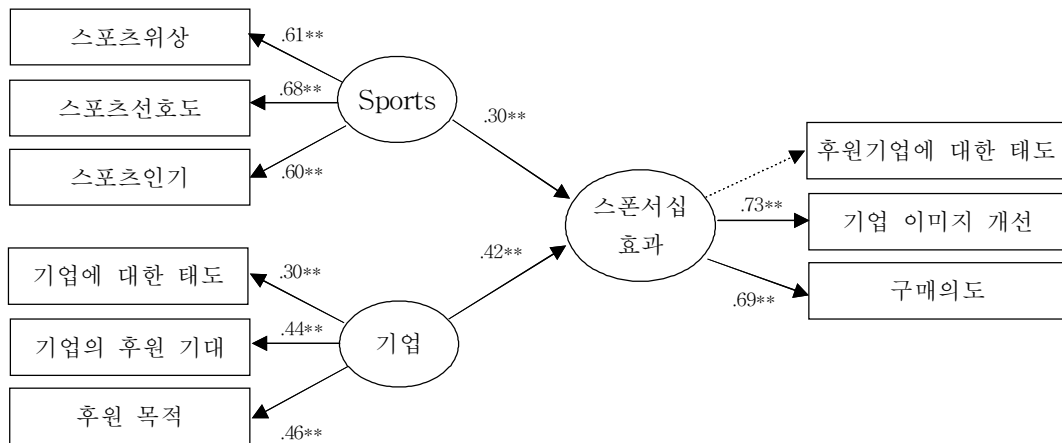 스포츠위상
.61**
스포츠선호도
.68**
Sports
스포츠인기
.60**
.30**
후원기업에 대한 태도
스폰서십
효과
.73**
기업 이미지 개선
.69**
구매의도
기업에 대한 태도
.30**
.42**
기업의 후원 기대
.44**
기업
후원 목적
.46**